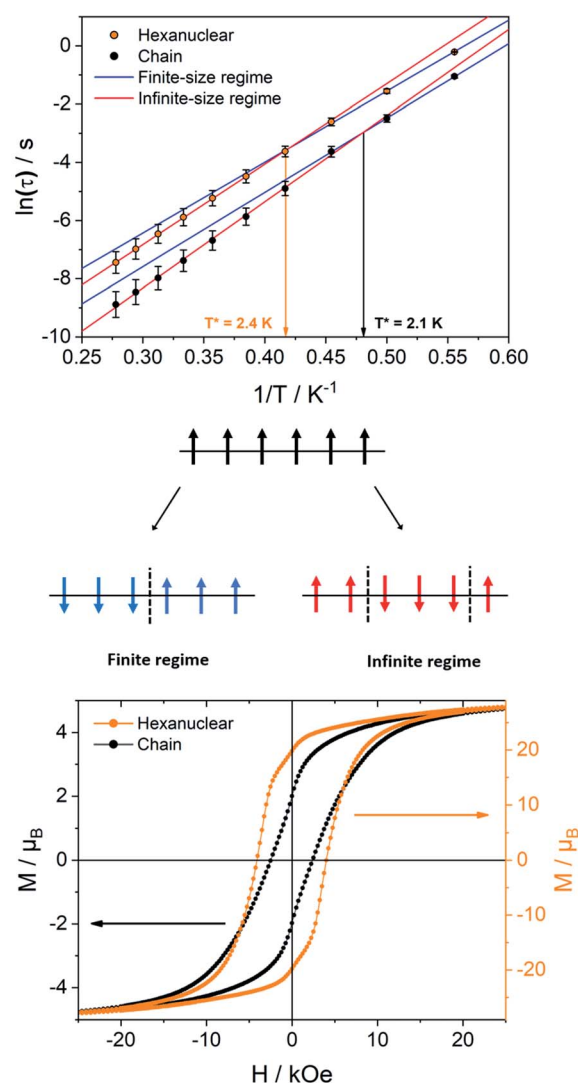 Hexanuclear
Chain
Finite-size regime
Infinite-size regime
ln(τ) / s
0
-2
-4
-6
-8
-10
T* = 2.4 K
T* = 2.1 K
0.25 0.30 0.35 0.40 0.45 0.50 0.55 0.60
1/T / K⁻¹
Finite regime
Infinite regime
Hexanuclear
Chain
M / μB
4
2
0
-2
-4
20
10
0
-10
-20
M / μB
-20 -10 0 10 20
H / kOe